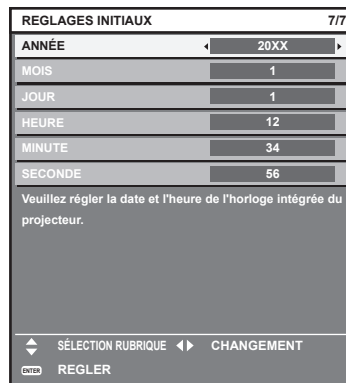 REGLAGES INITIAUX 7/7
ANNÉE 20XX
MOIS 1
JOUR 1
HEURE 12
MINUTE 34
SECONDE 56
Veuillez régler la date et l'heure de l'horloge intégrée du
projecteur.
SÉLECTION RUBRIQUE CHANGEMENT
ENTER REGLER